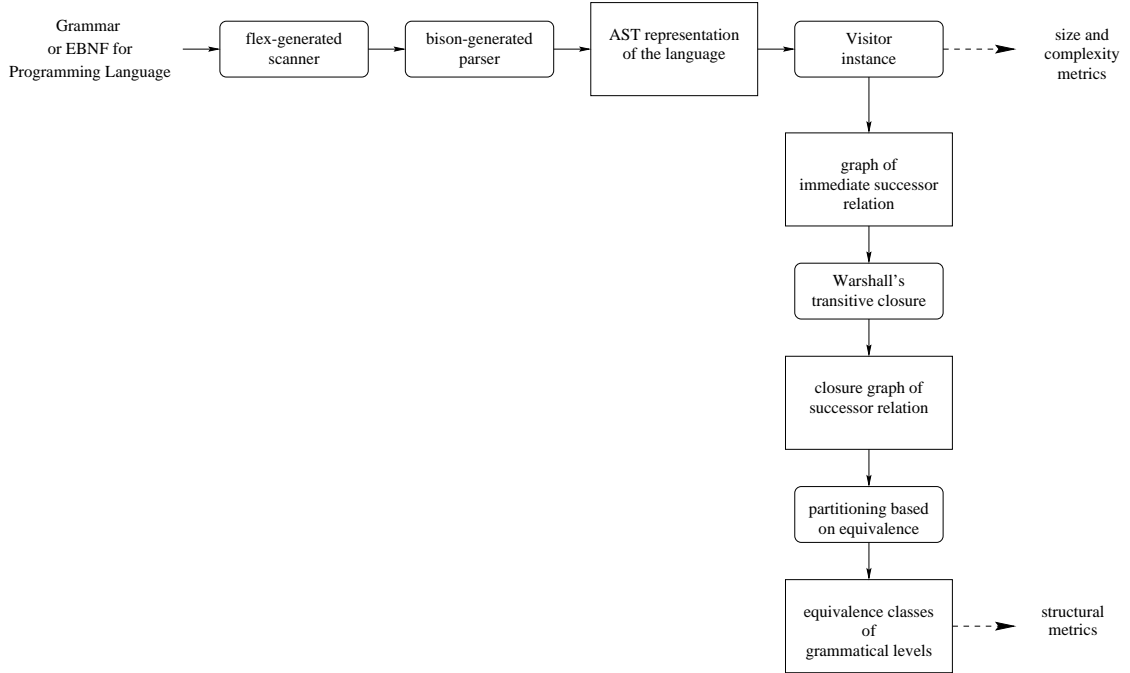 Grammar
or EBNF for
Programming Language
flex-generated
scanner
bison-generated
parser
AST representation
of the language
Visitor
instance
size and
complexity
metrics
graph of
immediate successor
relation
Warshall's
transitive closure
closure graph of
successor relation
partitioning based
on equivalence
equivalence classes
of
grammatical levels
structural
metrics